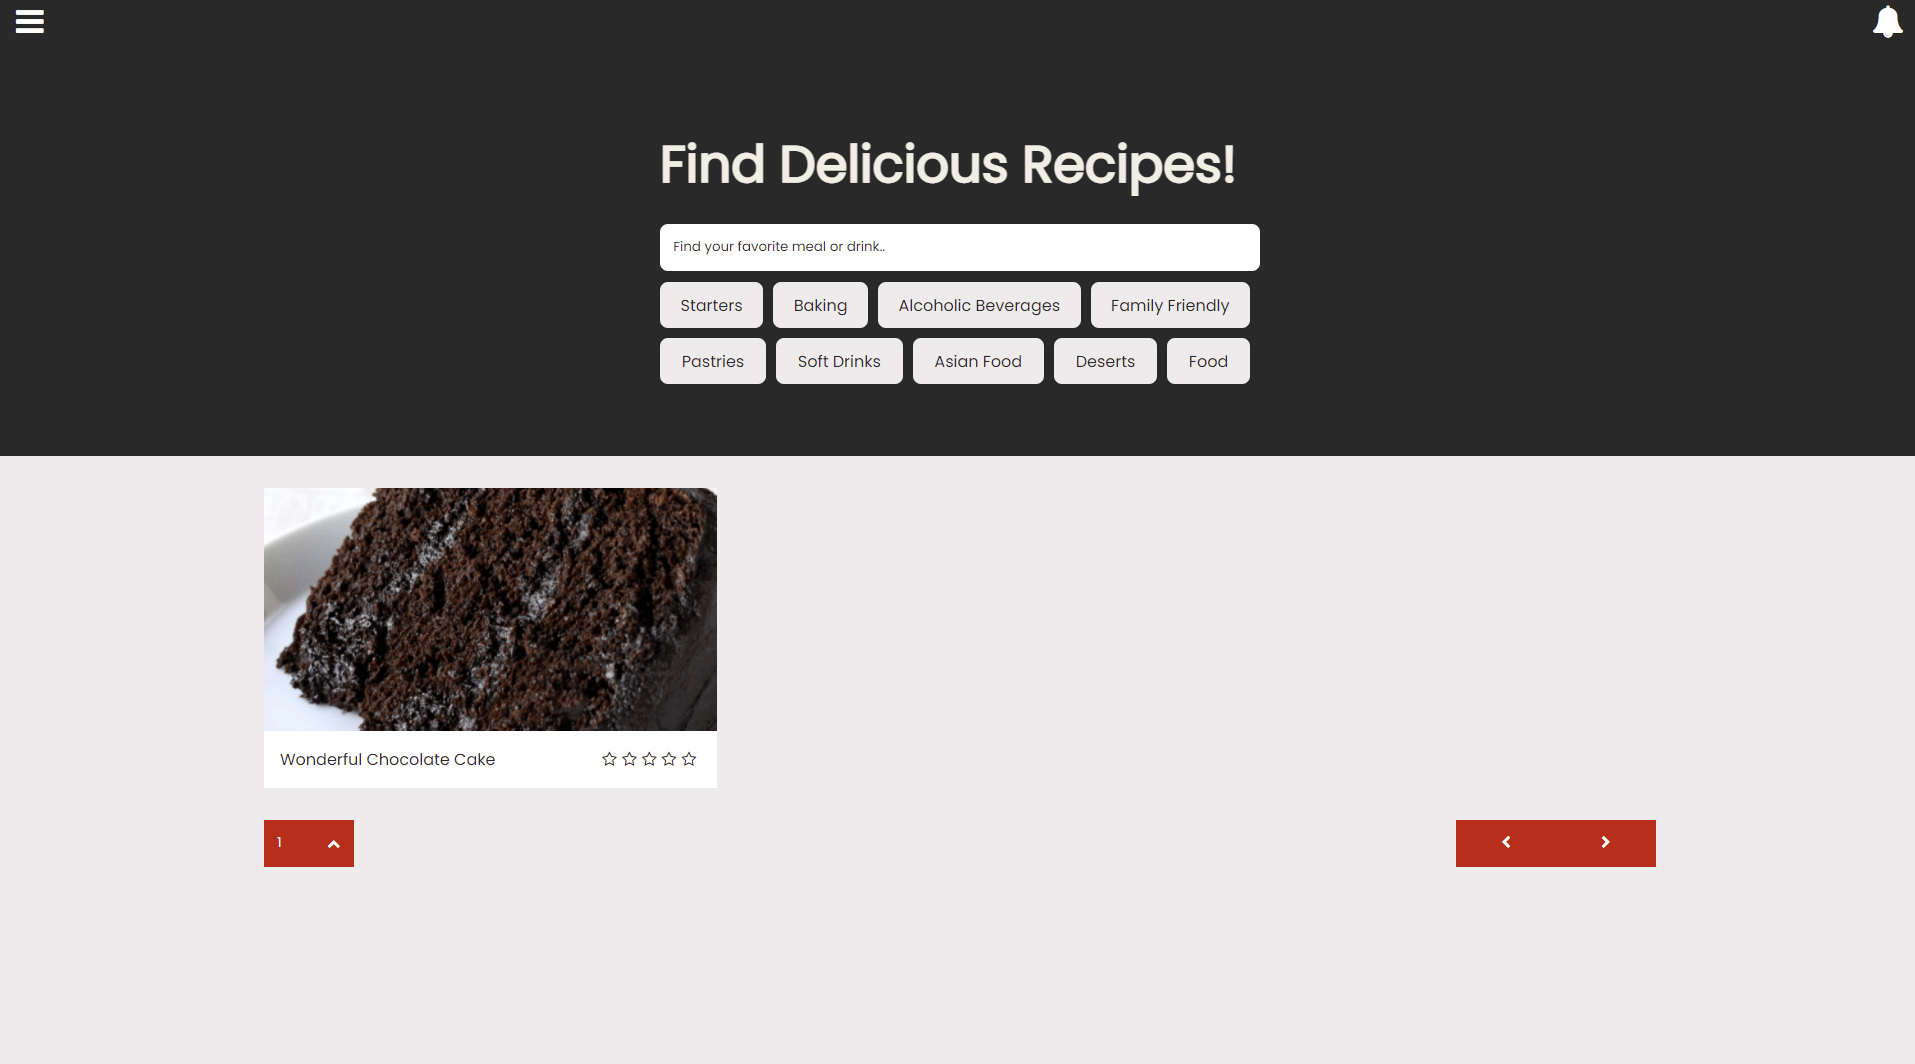 Find Delicious Recipes!
Find your favorite meal or drink..
Starters Baking Alcoholic Beverages Family Friendly
Pastries Soft Drinks Asian Food Deserts Food
Wonderful Chocolate Cake
1